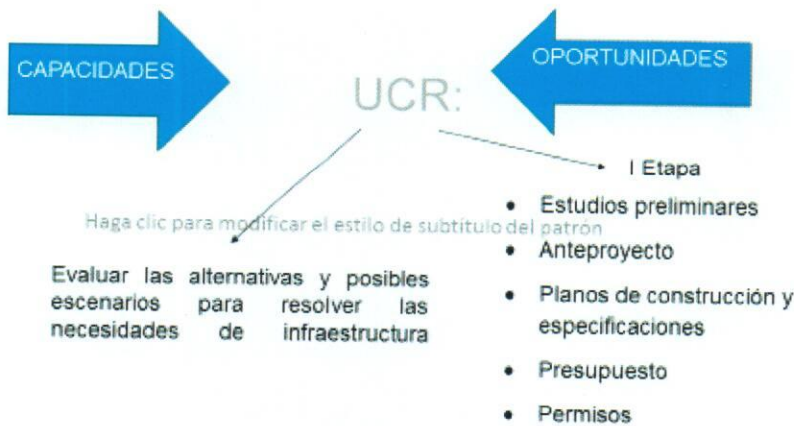 CAPACIDADES
OPORTUNIDADES
UCR:
I Etapa
Haga clic para modificar el estilo de subtítulo del patrón
Evaluar las alternativas y posibles
escenarios para resolver las
necesidades de infraestructura
• Estudios preliminares
• Anteproyecto
• Planos de construcción y
especificaciones
• Presupuesto
• Permisos